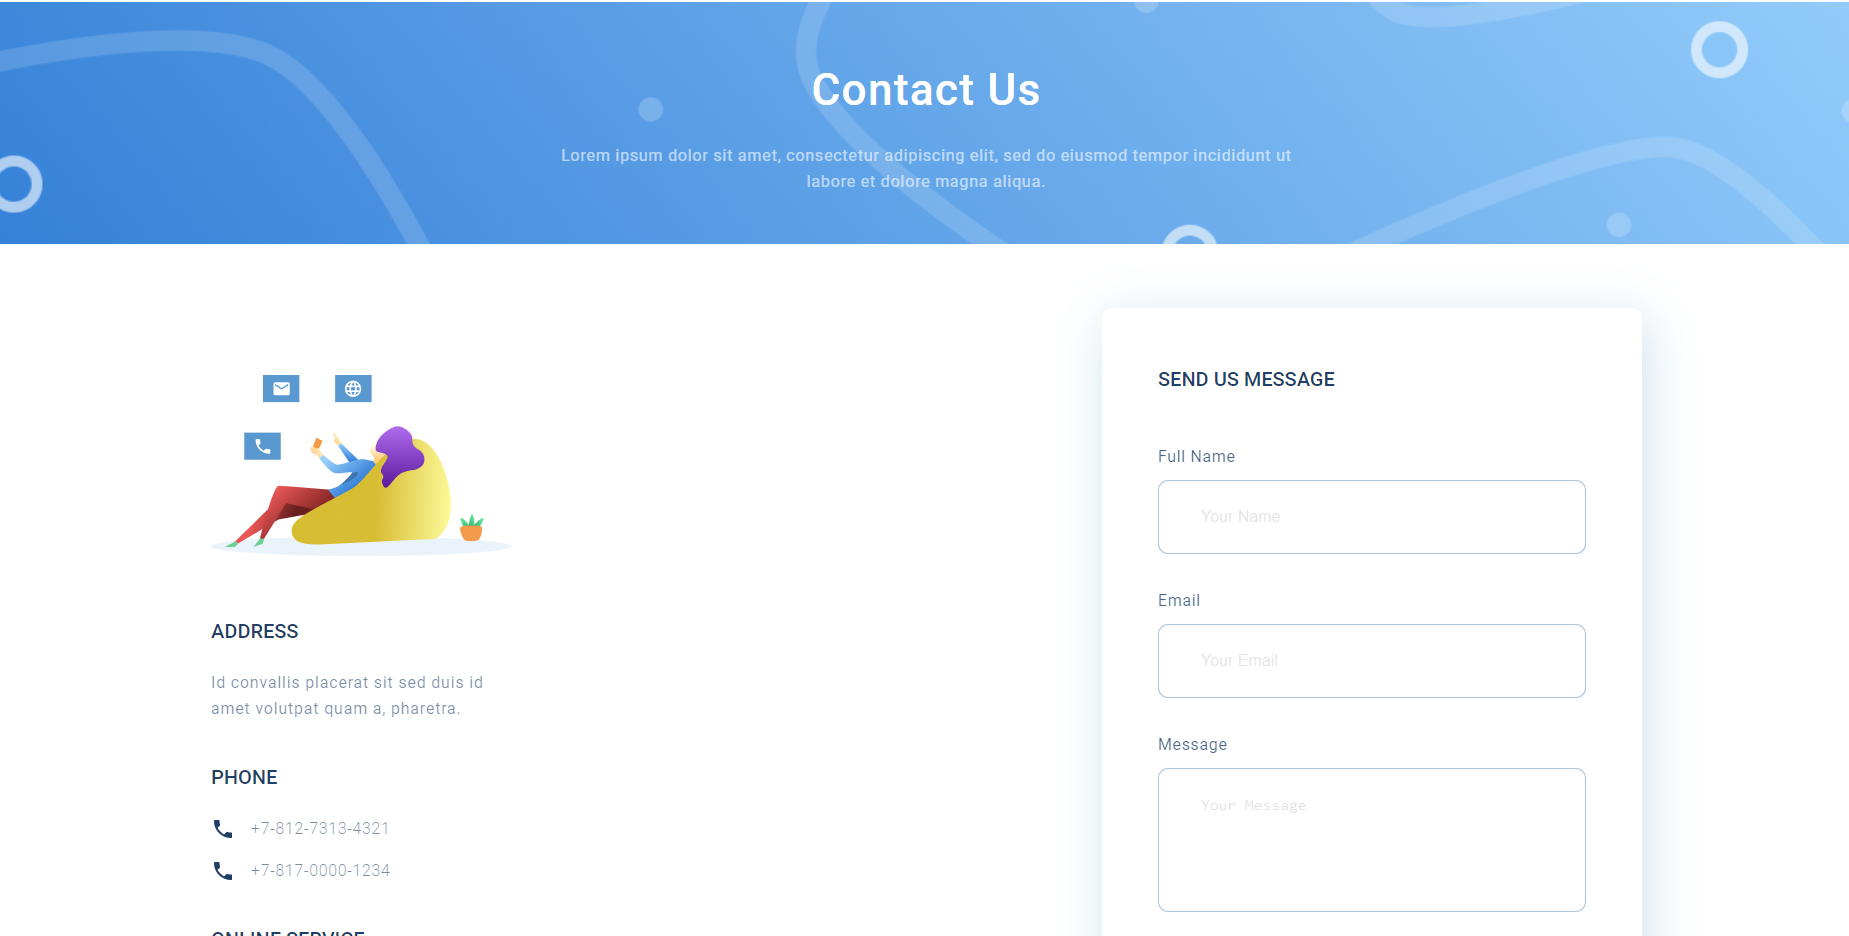 Contact Us
Lorem ipsum dolor sit amet, consectetur adipiscing elit, sed do eiusmod tempor incididunt ut
labore et dolore magna aliqua.
ADDRESS
Id convallis placerat sit sed duis id
amet volutpat quam a, pharetra.
PHONE
+7-812-7313-4321
+7-817-0000-1234
ONLINE SERVICE
SEND US MESSAGE
Full Name
Your Name
Email
Your Email
Message
Your Message